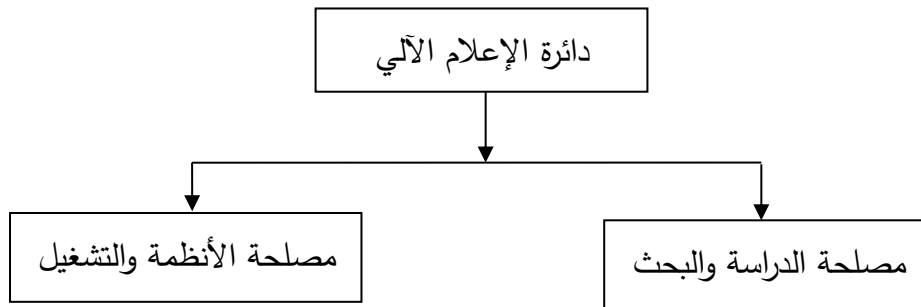 دائرة الإعلام الآلي
مصلحة الدراسة والبحث
مصلحة الأنظمة والتشغيل